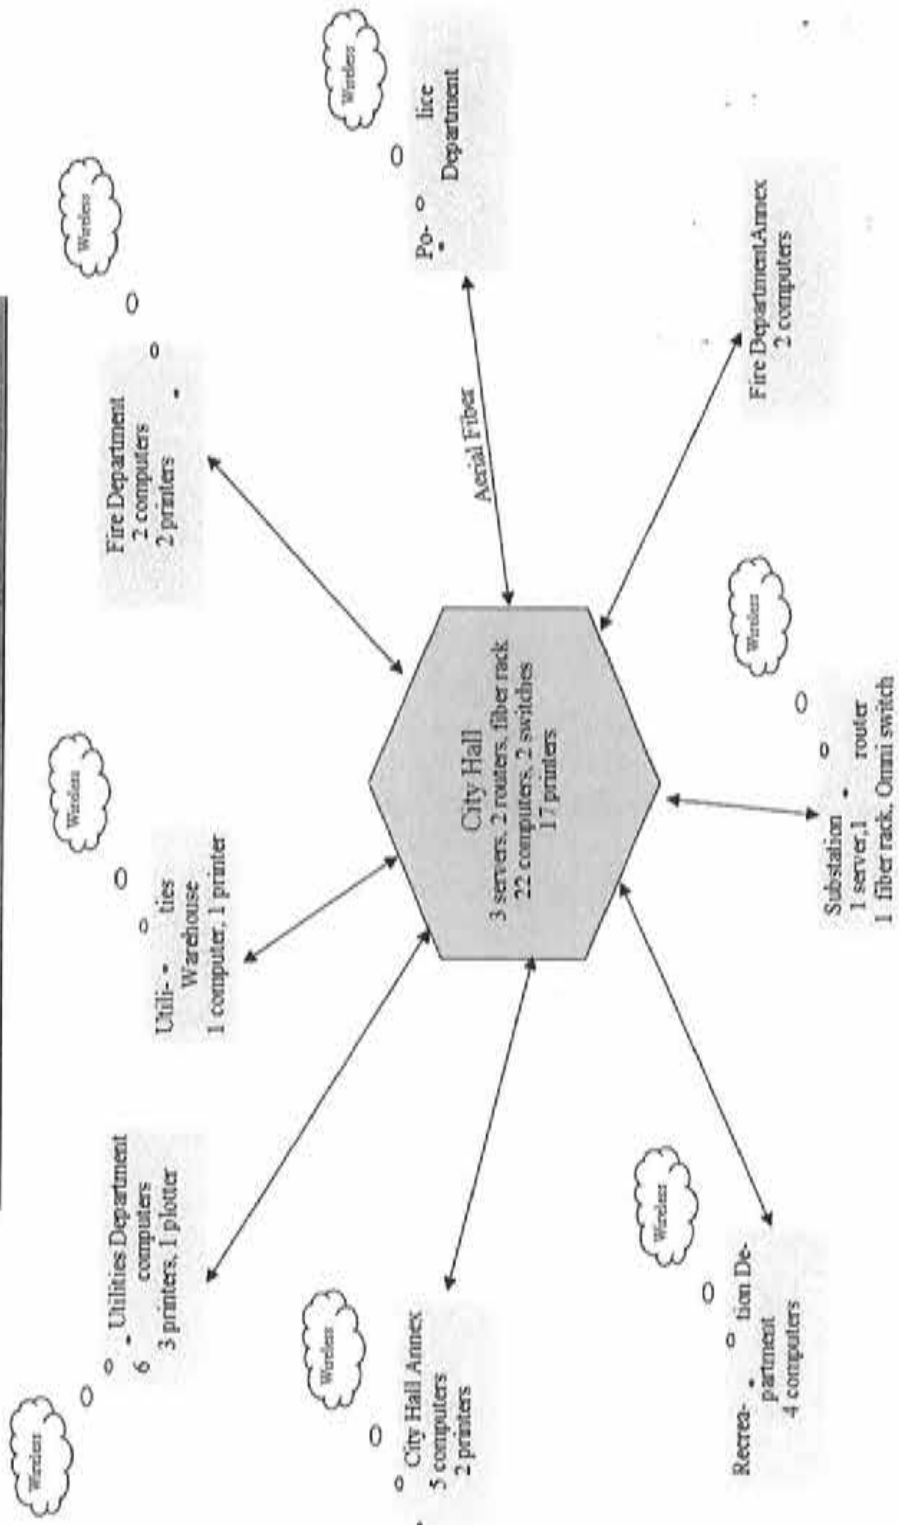 Wireless
Utilities Department
6 computers
3 printers, 1 plotter
Wireless
Utili- ties
Warehouse
1 computer, 1 printer
Wireless
Fire Department
2 computers
2 printers
Wireless
City Hall Annex
5 computers
2 printers
City Hall
3 servers, 2 routers, fiber rack
22 computers, 2 switches
17 printers
Aerial Fiber
Wireless
Po- lice
Department
Wireless
Recrea- tion De-
partment
4 computers
Wireless
Substation
1 server,1 router
1 fiber rack, Omni switch
Fire DepartmentAnnex
2 computers